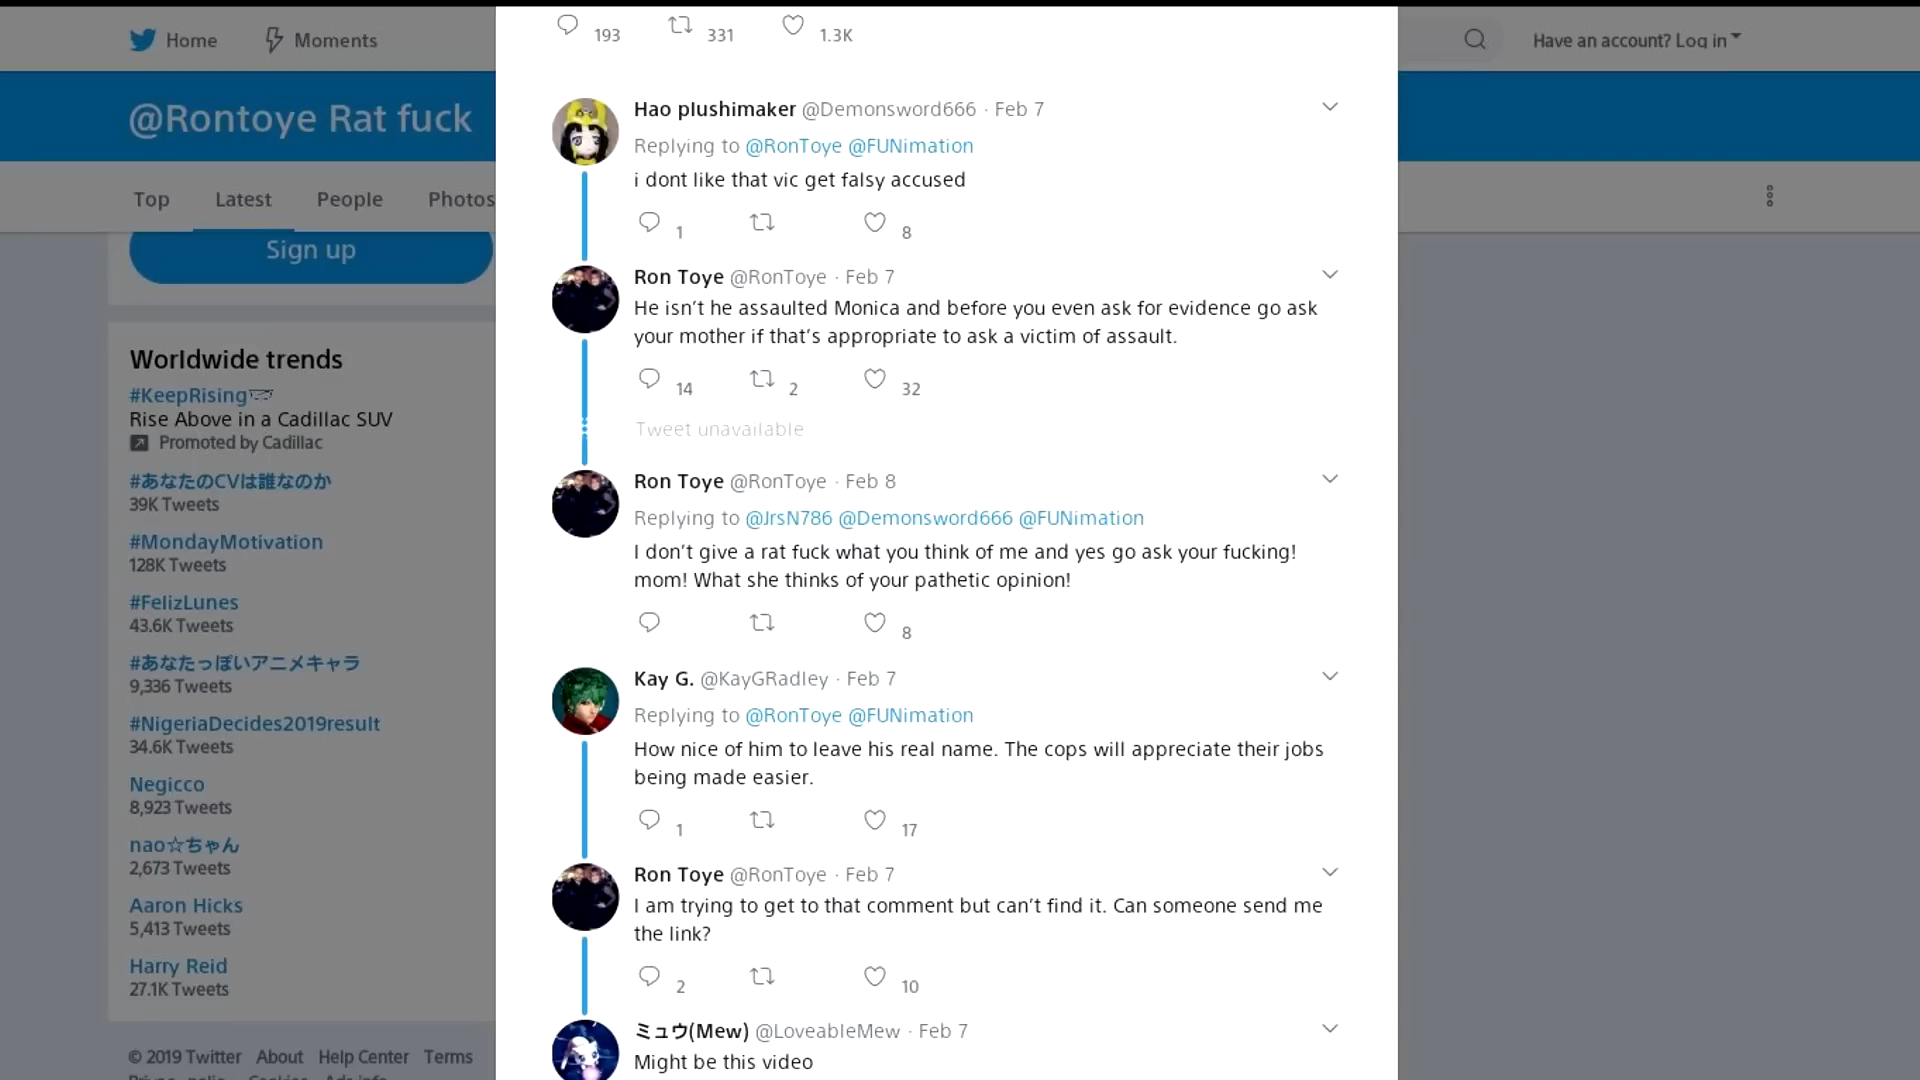 Home
Moments
Have an account? Log in
@Rontoye Rat fuck
Top
Latest
People
Photos
Sign up
Worldwide trends
#KeepRising
Rise Above in a Cadillac SUV
Promoted by Cadillac
#あなたのCVは誰なのか
39K Tweets
#MondayMotivation
128K Tweets
#FelizLunes
43.6K Tweets
#あなたっぽいアニメキャラ
9,336 Tweets
#NigeriaDecides2019result
34.6K Tweets
Negicco
8,923 Tweets
nao☆ちゃん
2,673 Tweets
Aaron Hicks
5,413 Tweets
Harry Reid
27.1K Tweets
© 2019 Twitter About Help Center Terms
193 331 1.3K
Hao plushimaker @Demonsword666 · Feb 7
Replying to @RonToye @FUNimation
i dont like that vic get falsy accused
1 8
Ron Toye @RonToye · Feb 7
He isn't he assaulted Monica and before you even ask for evidence go ask
your mother if that's appropriate to ask a victim of assault.
14 2 32
Tweet unavailable
Ron Toye @RonToye · Feb 8
Replying to @JrsN786 @Demonsword666 @FUNimation
I don't give a rat fuck what you think of me and yes go ask your fucking!
mom! What she thinks of your pathetic opinion!
8
Kay G. @KayGRadley · Feb 7
Replying to @RonToye @FUNimation
How nice of him to leave his real name. The cops will appreciate their jobs
being made easier.
1 17
Ron Toye @RonToye · Feb 7
I am trying to get to that comment but can't find it. Can someone send me
the link?
2 10
ミュウ(Mew) @LoveableMew · Feb 7
Might be this video